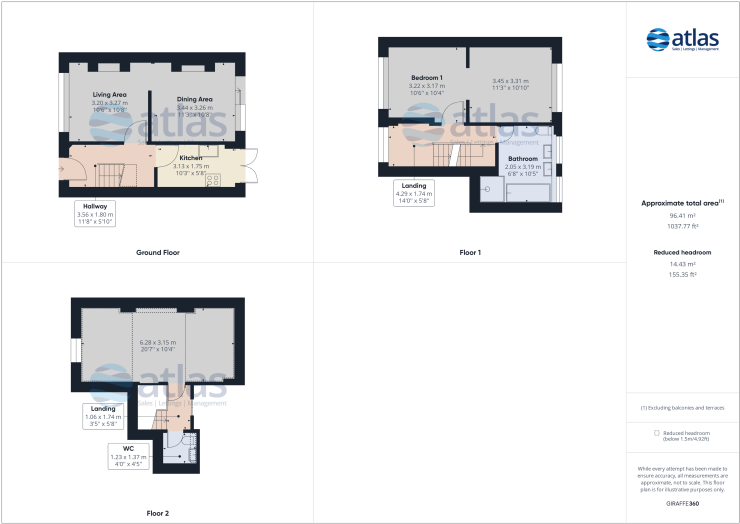 Living Area
3.20 x 3.27 m
10'6" x 10'8"
Dining Area
3.44 x 3.26 m
11'3" x 10'8"
Kitchen
3.13 x 1.75 m
10'3" x 5'8"
Hallway
3.56 x 1.80 m
11'8" x 5'10"
atlas
Ground Floor
Bedroom 1
3.22 x 3.17 m
10'6" x 10'4"
3.45 x 3.31 m
11'3" x 10'10"
Bathroom
2.05 x 3.19 m
6'8" x 10'5"
Landing
4.29 x 1.74 m
14'0" x 5'8"
atlas
Floor 1
6.28 x 3.15 m
20'7" x 10'4"
Landing
1.06 x 1.74 m
3'5" x 5'8"
WC
1.23 x 1.37 m
4'0" x 4'5"
atlas
Sales | Lettings | Management
Floor 2
atlas
Sales | Lettings | Management
Approximate total area(1)
96.41 m²
1037.77 ft²
Reduced headroom
14.43 m²
155.35 ft²
(1) Excluding balconies and terraces
Reduced headroom
(below 1.5m/4.92ft)
While every attempt has been made to
ensure accuracy, all measurements are
approximate, not to scale. This floor
plan is for illustrative purposes only.
GIRAFFE360